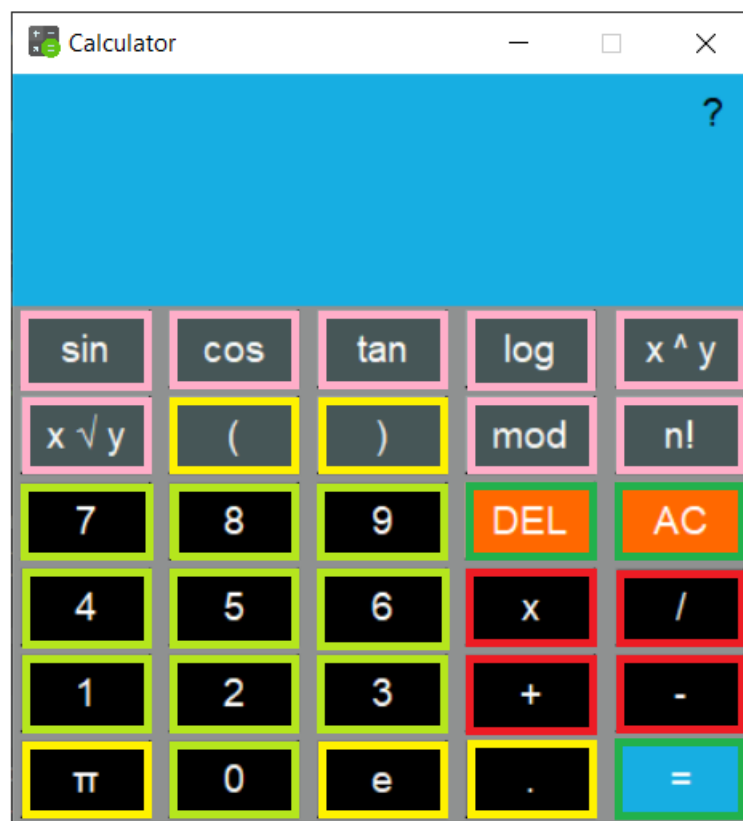 Calculator
?
sin cos tan log x ^ y
x √ y ( ) mod n!
7 8 9 DEL AC
4 5 6 x /
1 2 3 + -
π 0 e . =